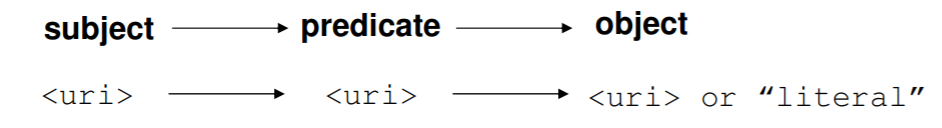 subject predicate object
<uri> <uri> <uri> or “literal”